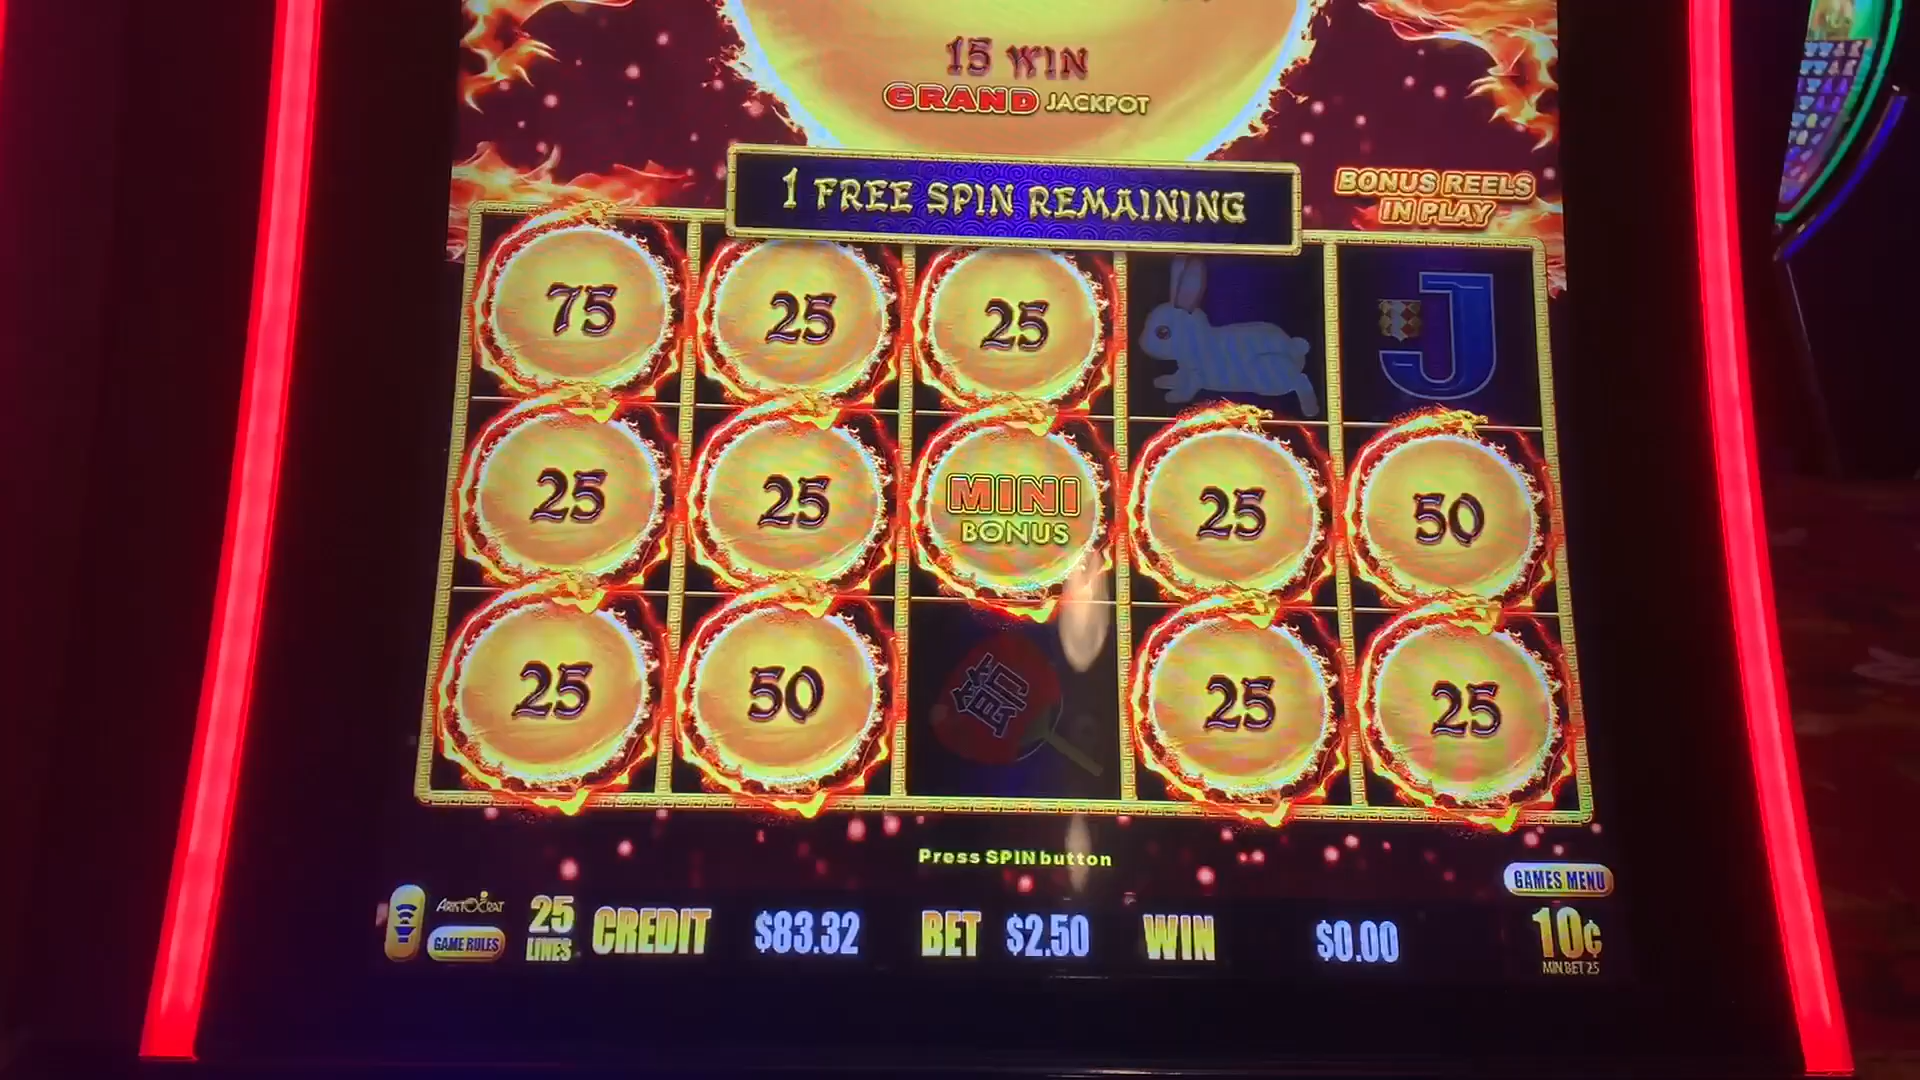 15 WIN
GRAND JACKPOT
1 FREE SPIN REMAINING
BONUS REELS
IN PLAY
75
25
25
J
25
25
MINI
BONUS
25
50
25
50
25
25
Press SPIN button
GAMES MENU
ARISTOCRAT
GAME RULES
25
LINES
CREDIT
$83.32
BET
$2.50
WIN
$0.00
10¢
MIN.BET 25